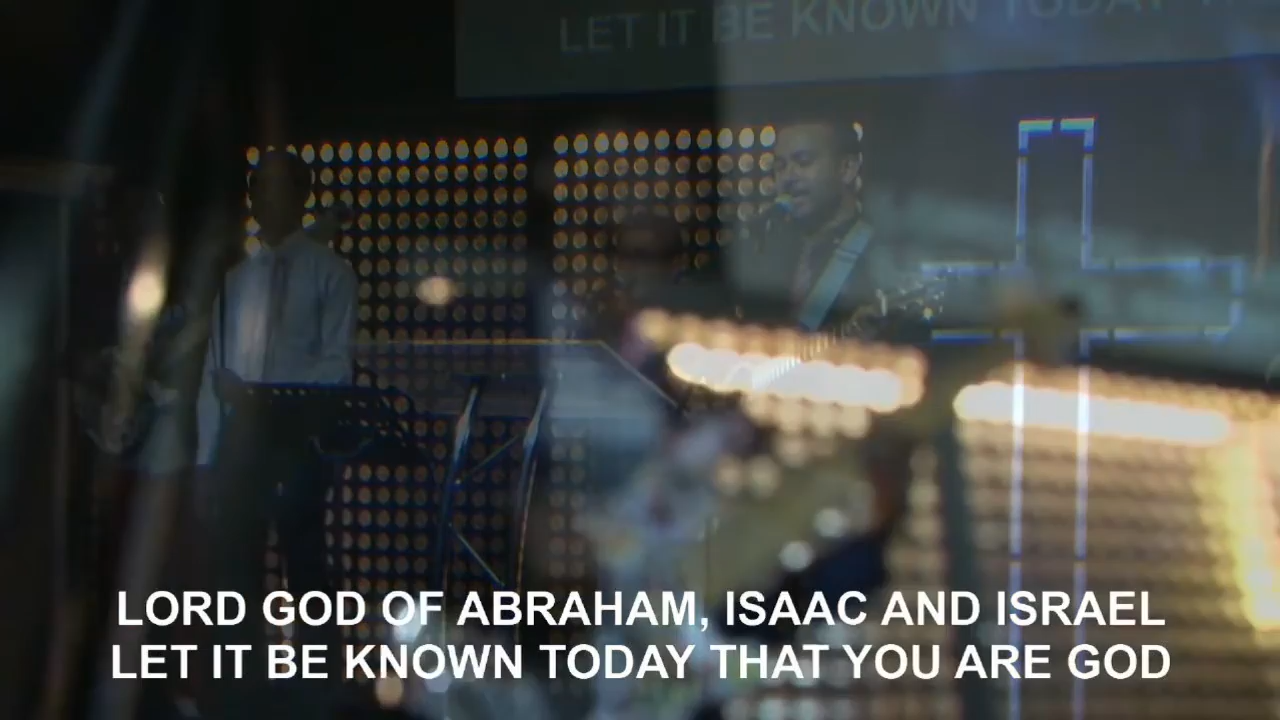 LET IT BE KNOWN TODAY
LORD GOD OF ABRAHAM, ISAAC AND ISRAEL
LET IT BE KNOWN TODAY THAT YOU ARE GOD